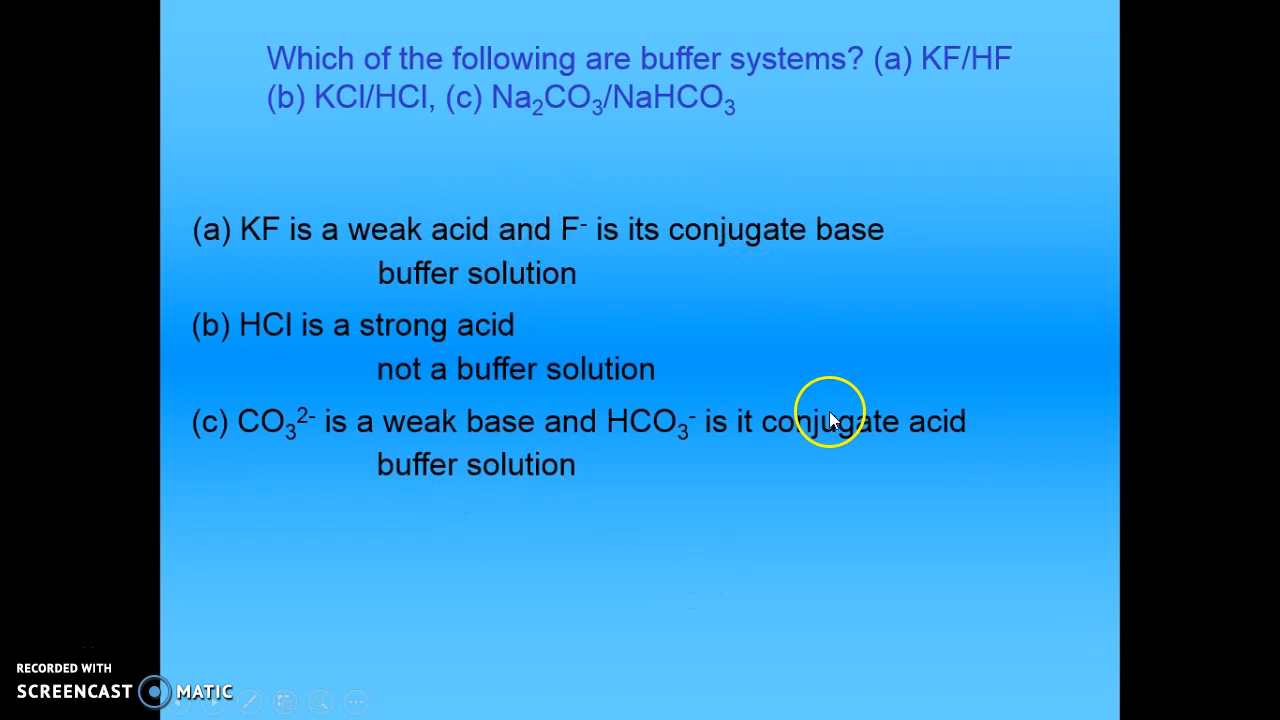 Which of the following are buffer systems? (a) KF/HF
(b) KCl/HCl, (c) Na₂CO₃/NaHCO₃
(a) KF is a weak acid and F⁻ is its conjugate base
buffer solution
(b) HCl is a strong acid
not a buffer solution
(c) CO₃²⁻ is a weak base and HCO₃⁻ is it conjugate acid
buffer solution
RECORDED WITH
SCREENCAST MATIC